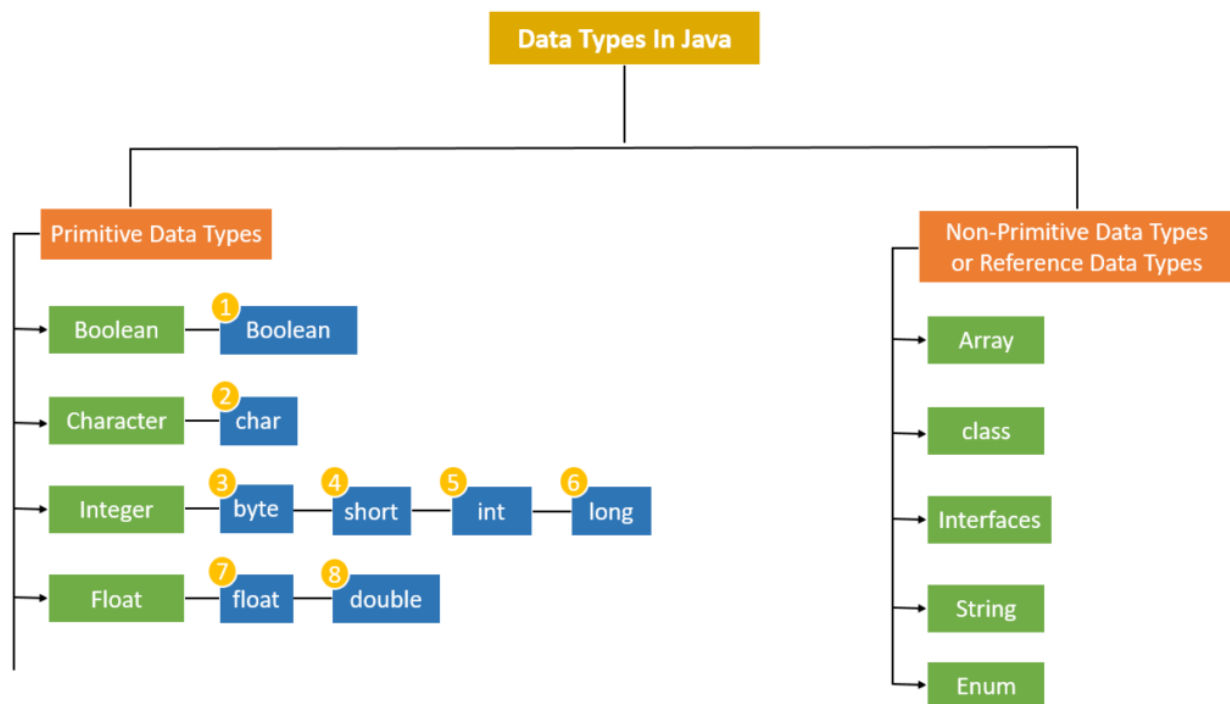 Data Types In Java
Primitive Data Types
1
Boolean
Boolean
2
Character
char
3
4
5
6
Integer
byte
short
int
long
7
8
Float
float
double
Non-Primitive Data Types
or Reference Data Types
Array
class
Interfaces
String
Enum